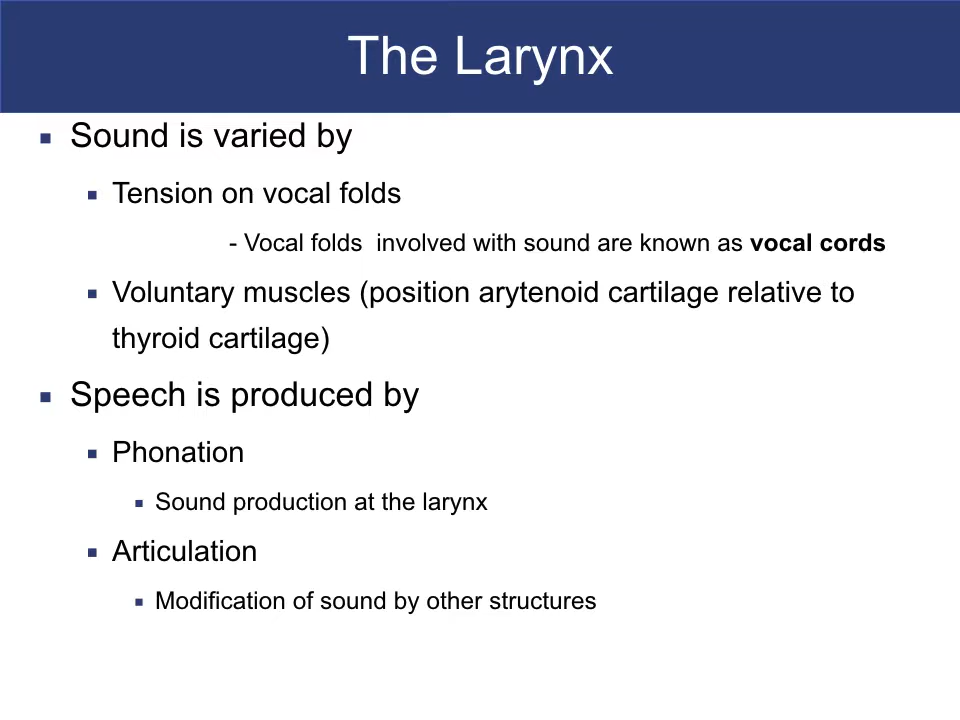 The Larynx
Sound is varied by
Tension on vocal folds
- Vocal folds  involved with sound are known as vocal cords
Voluntary muscles (position arytenoid cartilage relative to
thyroid cartilage)
Speech is produced by
Phonation
Sound production at the larynx
Articulation
Modification of sound by other structures